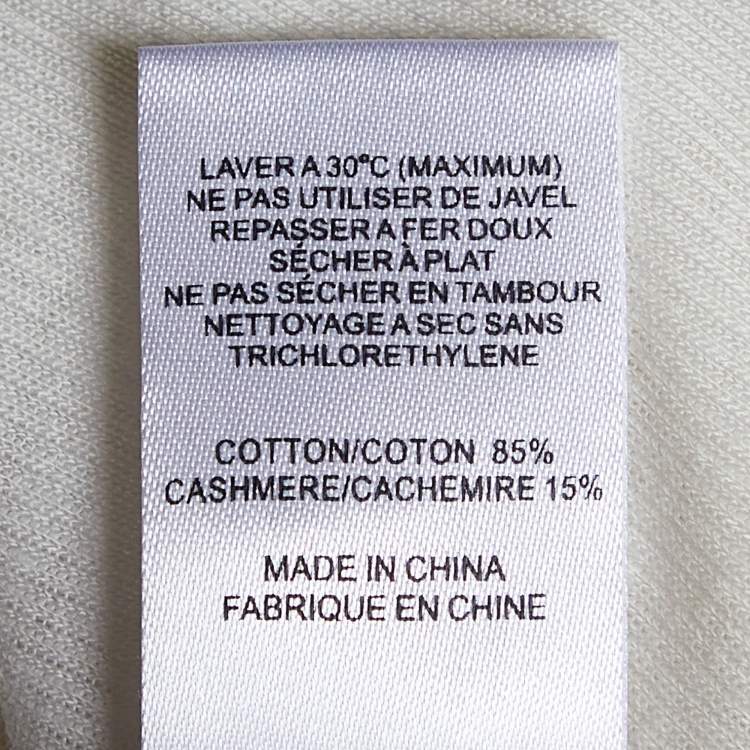 LAVER A 30°C (MAXIMUM)
NE PAS UTILISER DE JAVEL
REPASSER A FER DOUX
SÉCHER À PLAT
NE PAS SÉCHER EN TAMBOUR
NETTOYAGE A SEC SANS
TRICHLORETHYLENE
COTTON/COTON 85%
CASHMERE/CACHEMIRE 15%
MADE IN CHINA
FABRIQUE EN CHINE